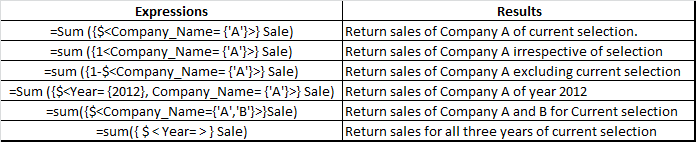 Expressions Results
=Sum ({$<Company_Name= {'A'}>} Sale) Return sales of Company A of current selection.
=sum ({1<Company_Name= {'A'}>} Sale) Return sales of Company A irrespective of selection
=sum ({1-$<Company_Name= {'A'}>} Sale) Return sales of Company A excluding current selection
=Sum ({$<Year= {2012}, Company_Name= {'A'}>} Sale) Return sales of Company A of year 2012
=sum({$<Company_Name={'A','B'}>}Sale) Return sales of Company A and B for Current selection
=sum({ $ < Year= > } Sale) Return sales for all three years of current selection